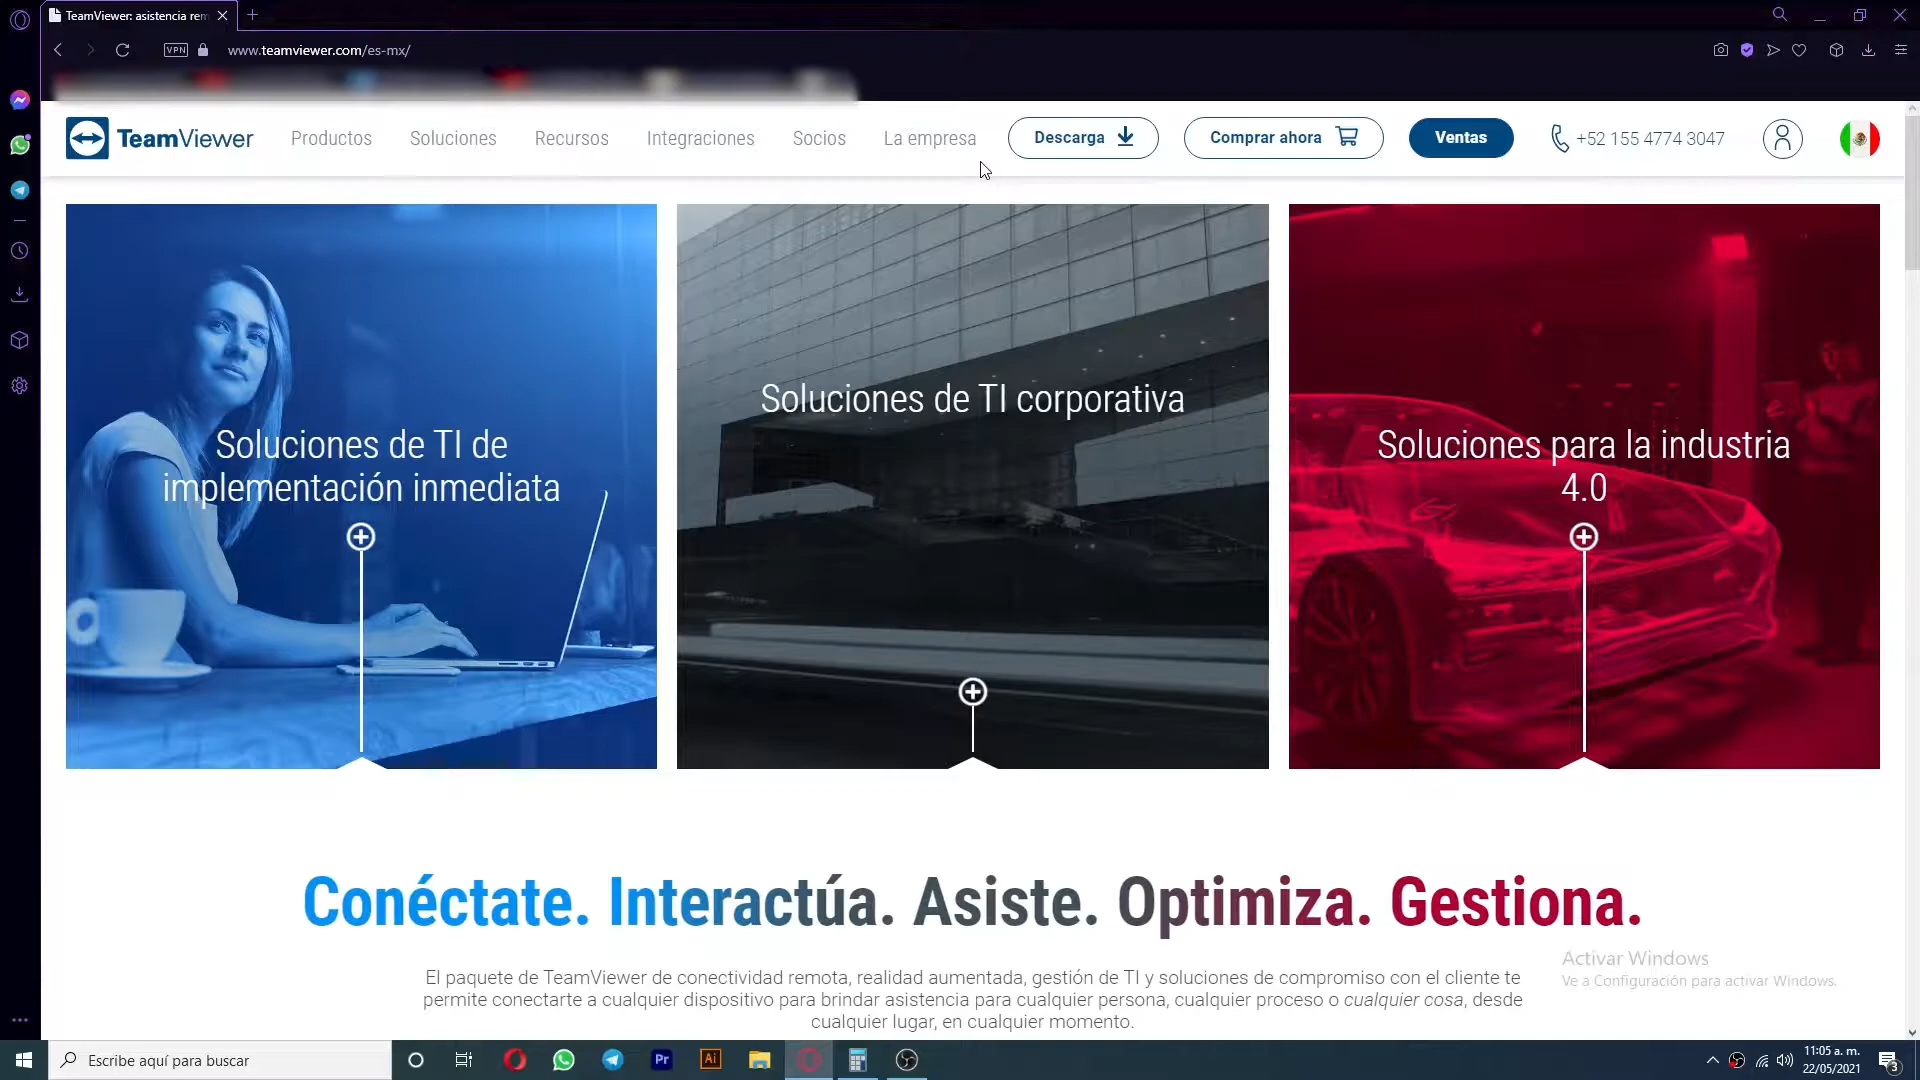 TeamViewer: asistencia rem
VPN
www.teamviewer.com/es-mx/
TeamViewer
Productos
Soluciones
Recursos
Integraciones
Socios
La empresa
Descarga
Comprar ahora
Ventas
+52 155 4774 3047
Soluciones de TI de
implementación inmediata
Soluciones de TI corporativa
Soluciones para la industria
4.0
Conéctate. Interactúa. Asiste. Optimiza. Gestiona.
El paquete de TeamViewer de conectividad remota, realidad aumentada, gestión de TI y soluciones de compromiso con el cliente te
permite conectarte a cualquier dispositivo para brindar asistencia para cualquier persona, cualquier proceso o cualquier cosa, desde
cualquier lugar, en cualquier momento.
Activar Windows
Ve a Configuración para activar Windows.
Escribe aquí para buscar
Pr
Ai
11:05 a. m.
22/05/2021
3